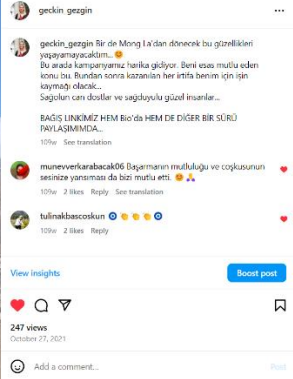 geckin_gezgin
geckin_gezgin Bir de Mong La'dan dönecek bu güzellikleri
yaşayamayacaktım...
Bu arada kampanyamız harika gidiyor. Beni esas mutlu eden
konu bu. Bundan sonra kazanılan her irtifa benim için işin
kaymağı olacak...
Sağolun can dostlar ve sağduyulu güzel insanlar...
BAĞIŞ LİNKİMİZ HEM Bio'da HEM DE DİĞER BİR SÜRÜ
PAYLAŞIMIMDA...
109w See translation
munevverkarabacak06 Başarmanın mutluluğu ve coşkusunun
sesinize yansıması da bizi mutlu etti.
109w 2 likes Reply See translation
tulinakbascoskun
109w 2 likes Reply
View insights
Boost post
247 views
October 27, 2021
Add a comment...
Post